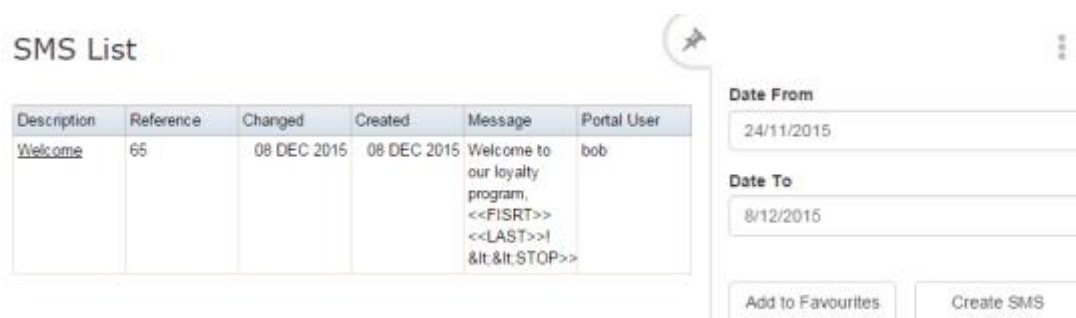 SMS List
Description Reference Changed Created Message Portal User
Welcome 65 08 DEC 2015 08 DEC 2015 Welcome to bob
our loyalty
program,
<<FISRT>>
<<LAST>>!
&lt;&lt;STOP>>
Date From
24/11/2015
Date To
8/12/2015
Add to Favourites Create SMS